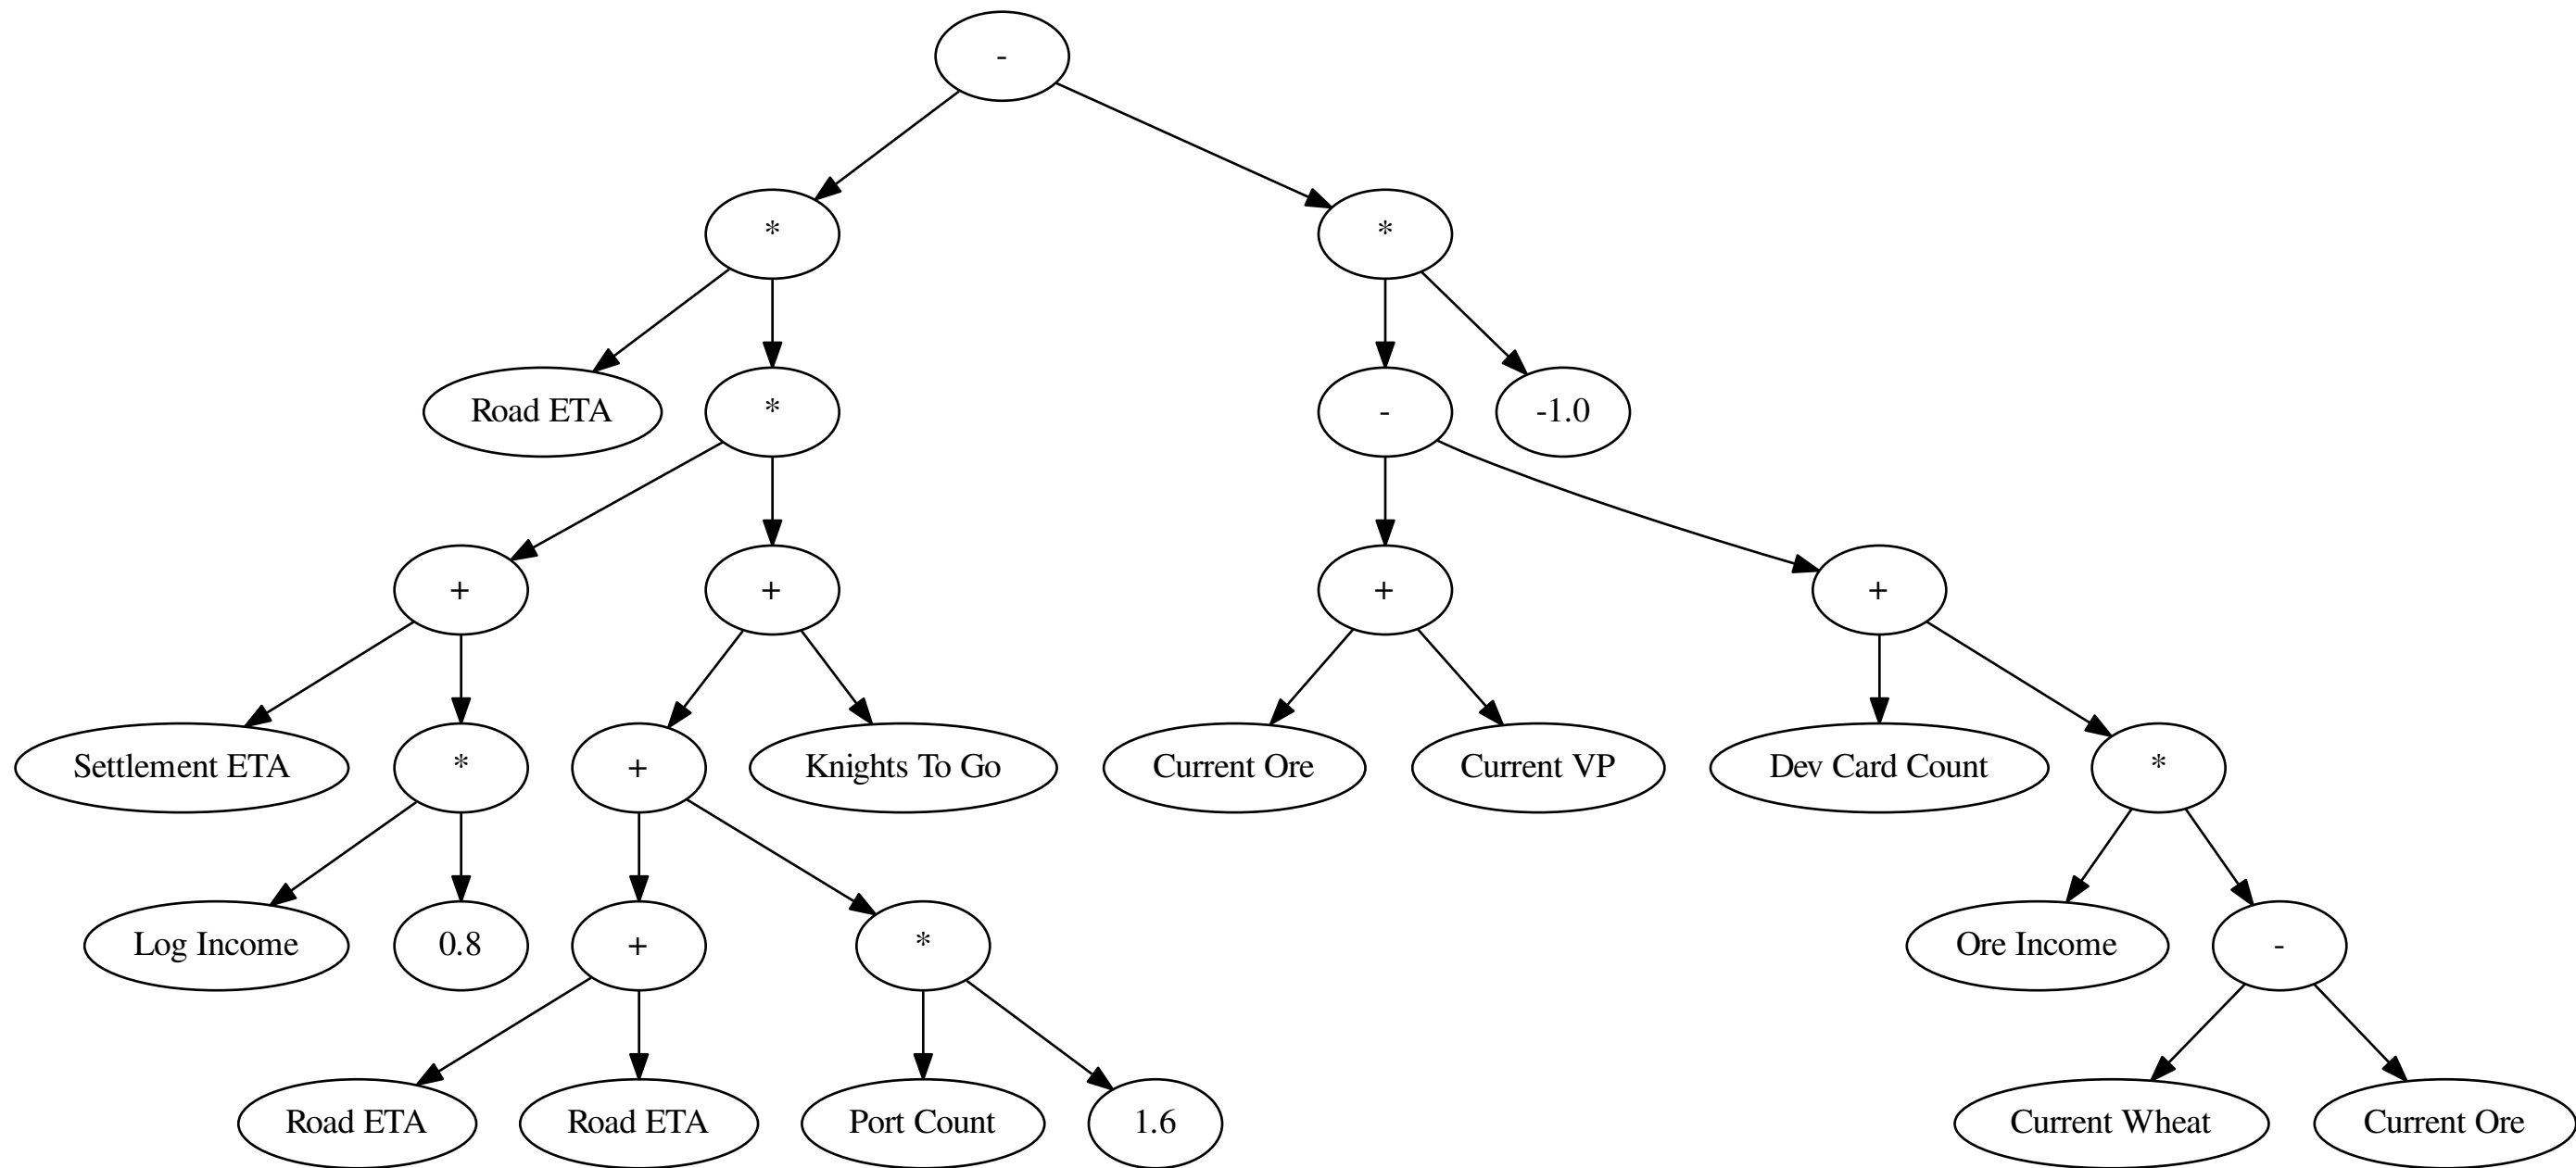 -
*
*
Road ETA
*
-
-1.0
+
+
+
+
Settlement ETA
*
+
Knights To Go
Current Ore
Current VP
Dev Card Count
*
Log Income
0.8
+
*
Ore Income
-
Road ETA
Road ETA
Port Count
1.6
Current Wheat
Current Ore